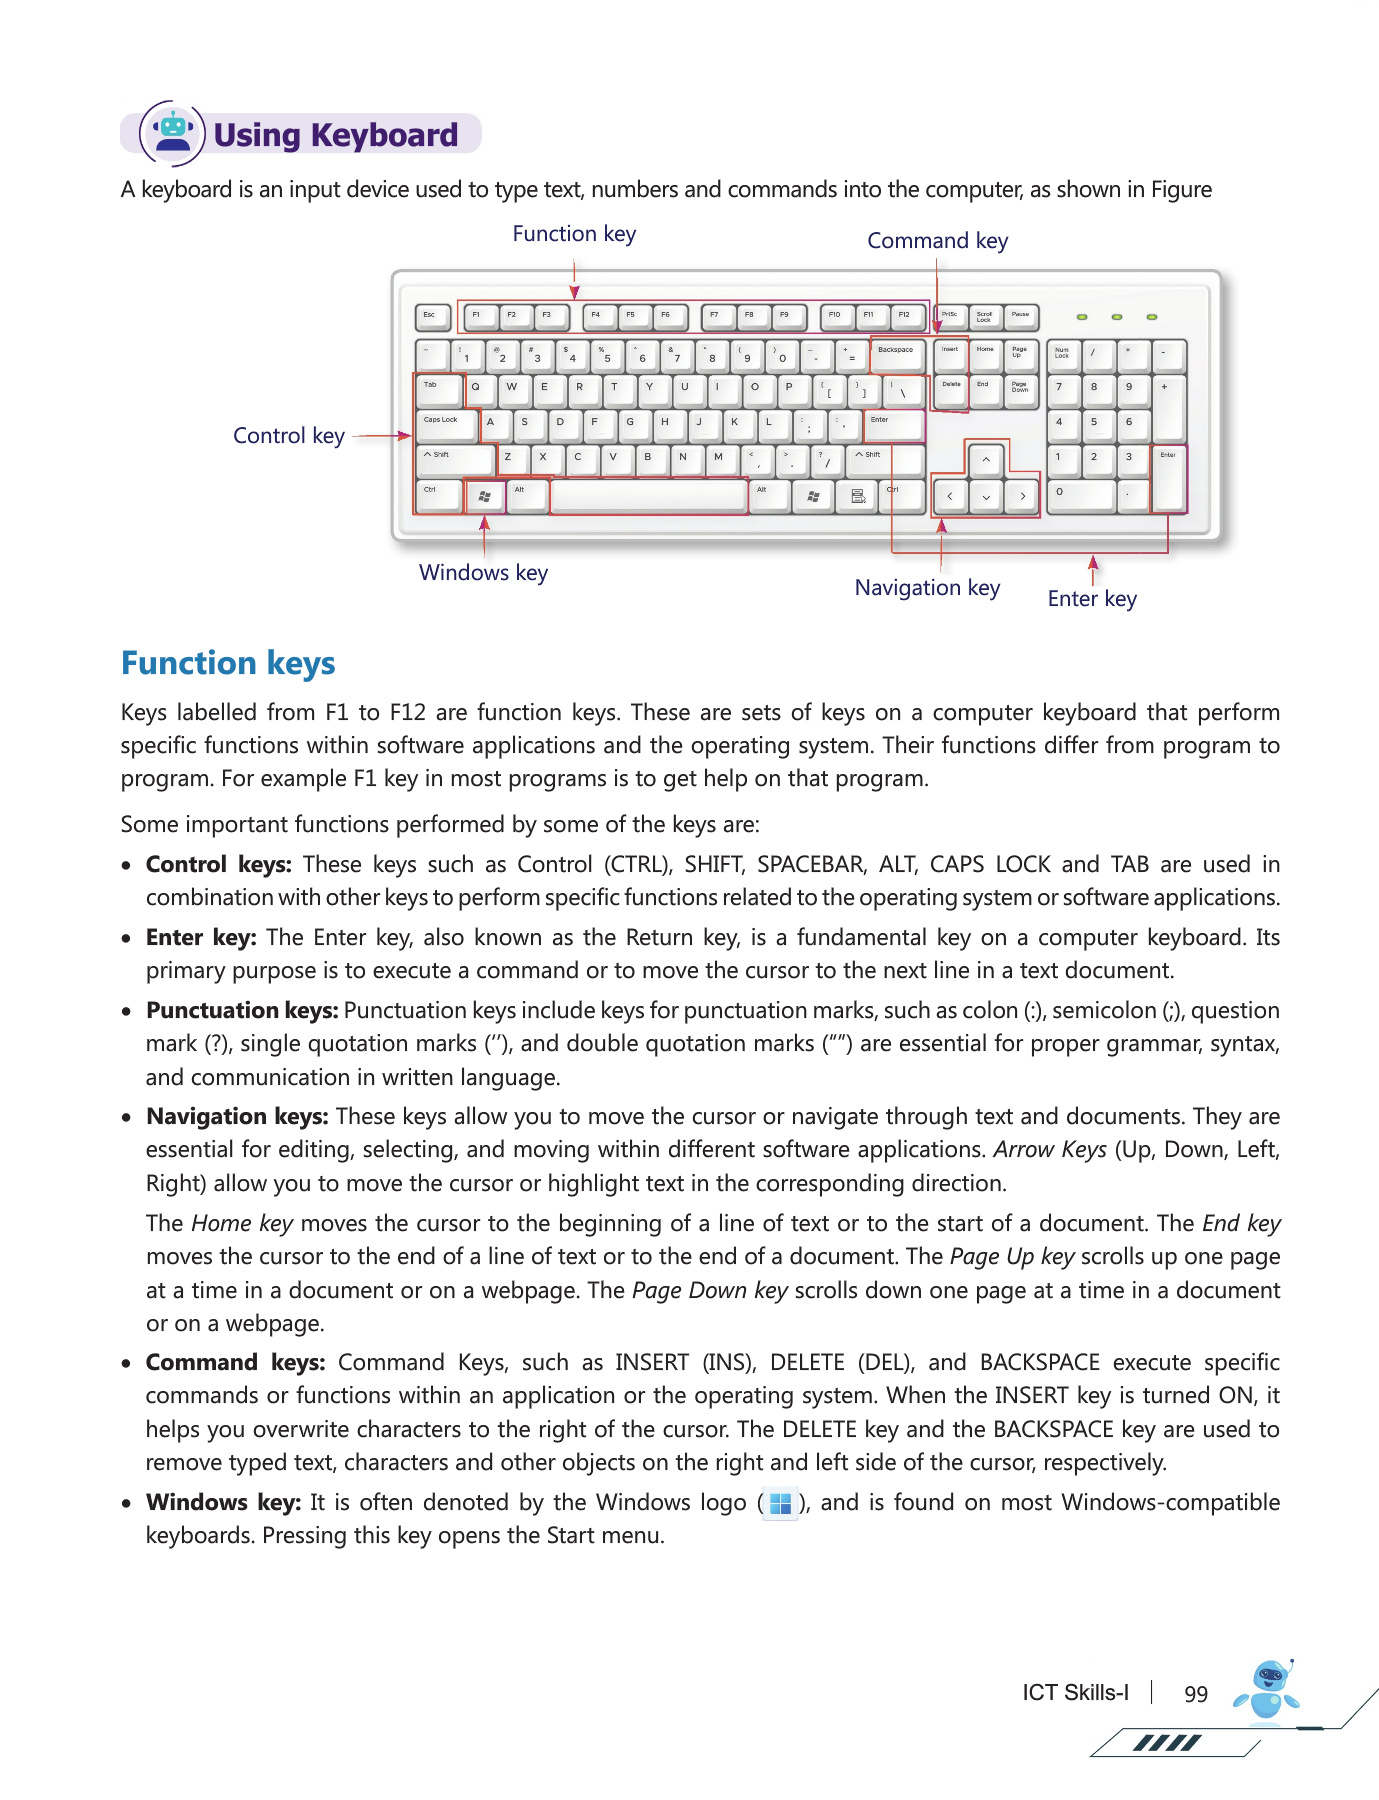 Using Keyboard
A keyboard is an input device used to type text, numbers and commands into the computer, as shown in Figure
Function key
Command key
Esc F1 F2 F3 F4 F5 F6 F7 F8 F9 F10 F11 F12 PrtSc Scroll Lock Pause
~ ! 1 @ 2 # 3 $ 4 % 5 ^ 6 & 7 * 8 ( 9 ) 0 _ - + = Backspace Insert Home Page Up Num Lock / * -
Tab Q W E R T Y U I O P { [ } ] | \ Delete End Page Down 7 8 9 +
Control key
Caps Lock A S D F G H J K L : ; Enter 4 5 6
^ Shift Z X C V B N M < , > . ? / ^ Shift 1 2 3 Enter
Ctrl Alt Alt Ctrl 0 .
Windows key
Navigation key
Enter key
Function keys
Keys labelled from F1 to F12 are function keys. These are sets of keys on a computer keyboard that perform
specific functions within software applications and the operating system. Their functions differ from program to
program. For example F1 key in most programs is to get help on that program.
Some important functions performed by some of the keys are:
• Control keys: These keys such as Control (CTRL), SHIFT, SPACEBAR, ALT, CAPS LOCK and TAB are used in
combination with other keys to perform specific functions related to the operating system or software applications.
• Enter key: The Enter key, also known as the Return key, is a fundamental key on a computer keyboard. Its
primary purpose is to execute a command or to move the cursor to the next line in a text document.
• Punctuation keys: Punctuation keys include keys for punctuation marks, such as colon (:), semicolon (;), question
mark (?), single quotation marks (‘’), and double quotation marks (“”) are essential for proper grammar, syntax,
and communication in written language.
• Navigation keys: These keys allow you to move the cursor or navigate through text and documents. They are
essential for editing, selecting, and moving within different software applications. Arrow Keys (Up, Down, Left,
Right) allow you to move the cursor or highlight text in the corresponding direction.
The Home key moves the cursor to the beginning of a line of text or to the start of a document. The End key
moves the cursor to the end of a line of text or to the end of a document. The Page Up key scrolls up one page
at a time in a document or on a webpage. The Page Down key scrolls down one page at a time in a document
or on a webpage.
• Command keys: Command Keys, such as INSERT (INS), DELETE (DEL), and BACKSPACE execute specific
commands or functions within an application or the operating system. When the INSERT key is turned ON, it
helps you overwrite characters to the right of the cursor. The DELETE key and the BACKSPACE key are used to
remove typed text, characters and other objects on the right and left side of the cursor, respectively.
• Windows key: It is often denoted by the Windows logo ( ), and is found on most Windows-compatible
keyboards. Pressing this key opens the Start menu.
ICT Skills-I 99